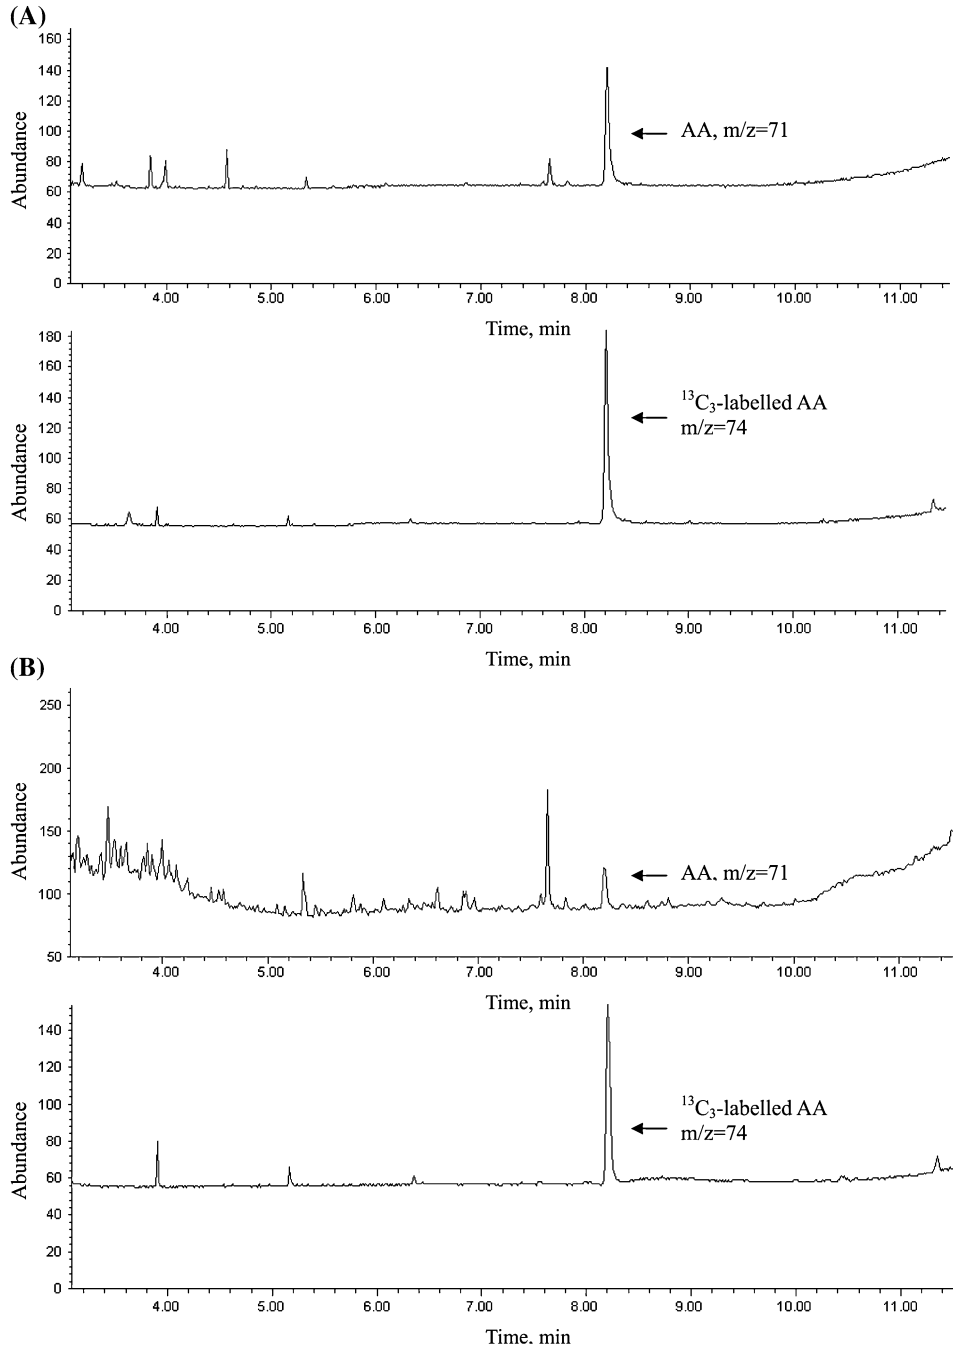 (A)
160
140
120
100
80
60
40
20
0
Abundance
AA, m/z=71
4.00 5.00 6.00 7.00 8.00 9.00 10.00 11.00
Time, min
180
160
140
120
100
80
60
40
20
0
Abundance
¹³C₃-labelled AA
m/z=74
4.00 5.00 6.00 7.00 8.00 9.00 10.00 11.00
Time, min
(B)
250
200
150
100
50
Abundance
AA, m/z=71
4.00 5.00 6.00 7.00 8.00 9.00 10.00 11.00
Time, min
140
120
100
80
60
40
20
0
Abundance
¹³C₃-labelled AA
m/z=74
4.00 5.00 6.00 7.00 8.00 9.00 10.00 11.00
Time, min